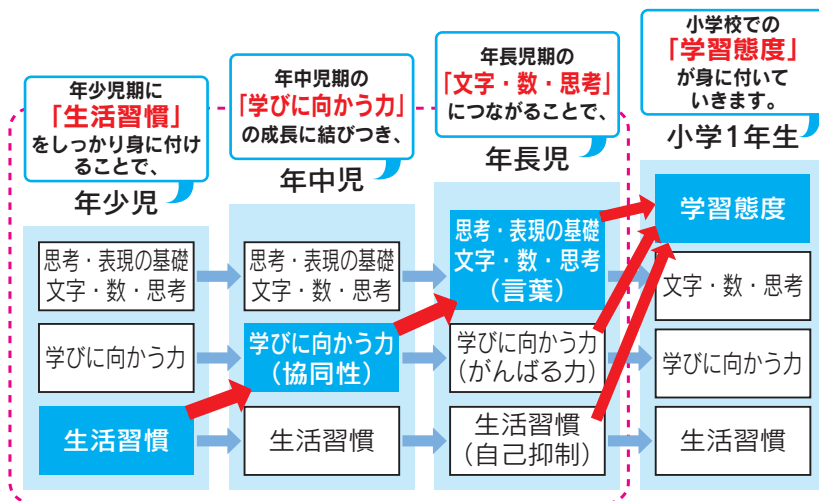 年少児期に
「生活習慣」
をしっかり身に付け
ることで、
年中児期の
「学びに向かう力」
の成長に結びつき、
年長児期の
「文字・数・思考」
につながることで、
小学校での
「学習態度」
が身に付いて
いきます。
年少児
思考・表現の基礎
文字・数・思考
学びに向かう力
生活習慣
年中児
思考・表現の基礎
文字・数・思考
学びに向かう力
(協同性)
生活習慣
年長児
思考・表現の基礎
文字・数・思考
(言葉)
学びに向かう力
(がんばる力)
生活習慣
(自己抑制)
小学1年生
学習態度
文字・数・思考
学びに向かう力
生活習慣